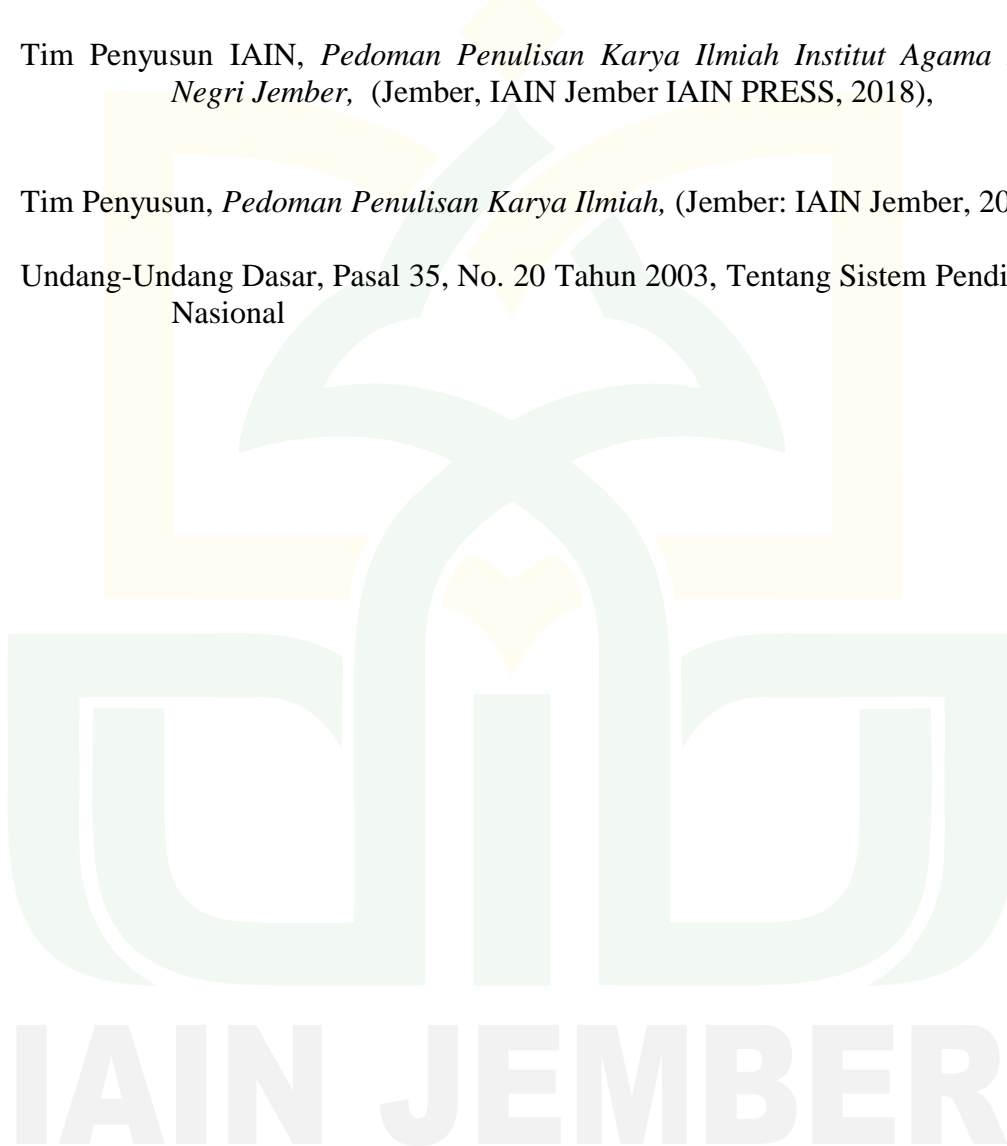 Tim Penyusun IAIN, Pedoman Penulisan Karya Ilmiah Institut Agama
Negri Jember, (Jember, IAIN Jember IAIN PRESS, 2018),
Tim Penyusun, Pedoman Penulisan Karya Ilmiah, (Jember: IAIN Jember, 20
Undang-Undang Dasar, Pasal 35, No. 20 Tahun 2003, Tentang Sistem Pendi
Nasional
IAIN JEMBER